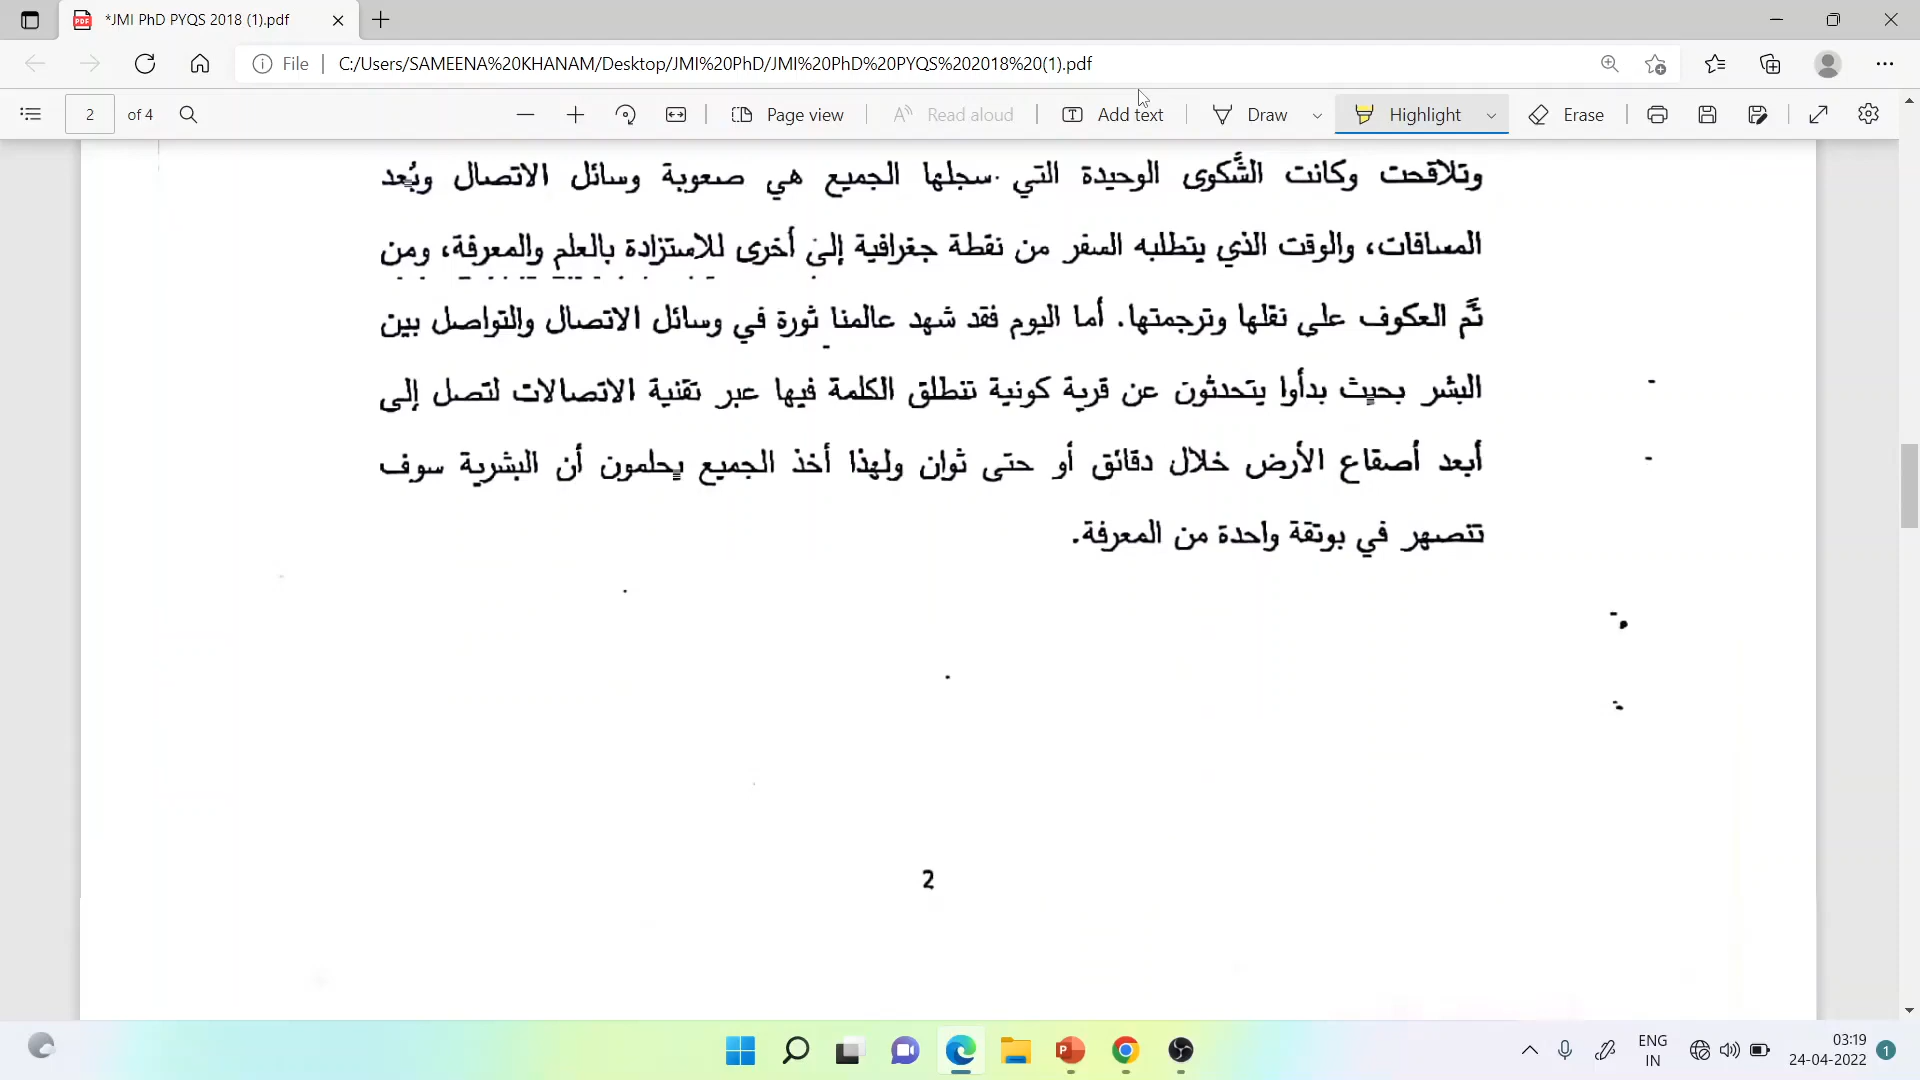 *JMI PhD PYQS 2018 (1).pdf
File
C:/Users/SAMEENA%20KHANAM/Desktop/JMI%20PhD/JMI%20PhD%20PYQS%202018%20(1).pdf
2 of 4
Page view
Read aloud
Add text
Draw
Highlight
Erase
وتلاقحت وكانت الشَّكوى الوحيدة التي سجلها الجميع هي صعوبة وسائل الاتصال وبُعد
المسافات، والوقت الذي يتطلبه السفر من نقطة جغرافية إلى أخرى للاستزادة بالعلم والمعرفة، ومن
ثَمَّ العكوف على نقلها وترجمتها. أما اليوم فقد شهد عالمنا ثورة في وسائل الاتصال والتواصل بين
البشر بحيث بدأوا يتحدثون عن قرية كونية تنطلق الكلمة فيها عبر تقنية الاتصالات لتصل إلى
أبعد أصقاع الأرض خلال دقائق أو حتى ثوان ولهذا أخذ الجميع يحلمون أن البشرية سوف
تنصهر في بوتقة واحدة من المعرفة.
2
ENG
IN
03:19
24-04-2022
1